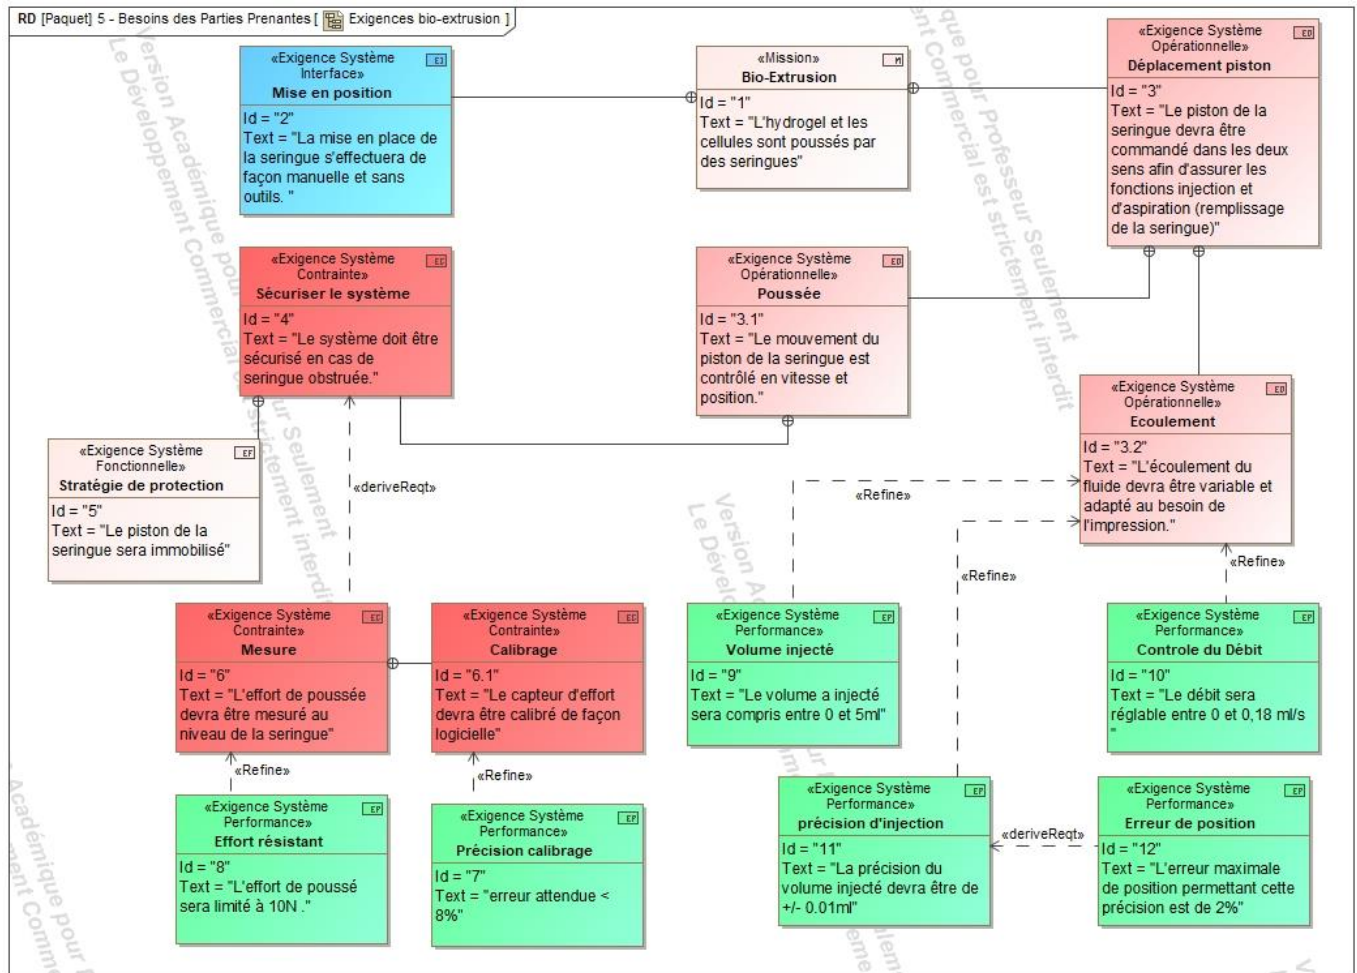 RD [Paquet] 5 - Besoins des Parties Prenantes [ Exigences bio-extrusion ]
«Exigence Système
Interface»
Mise en position
EI
Id = "2"
Text = "La mise en place de
la seringue s'effectuera de
façon manuelle et sans
outils. "
«Mission»
Bio-Extrusion
M
Id = "1"
Text = "L'hydrogel et les
cellules sont poussés par
des seringues"
«Exigence Système
Opérationnelle»
Déplacement piston
EO
Id = "3"
Text = "Le piston de la
seringue devra être
commandé dans les deux
sens afin d'assurer les
fonctions injection et
d'aspiration (remplissage
de la seringue)"
«Exigence Système
Contrainte»
Sécuriser le système
EC
Id = "4"
Text = "Le système doit être
sécurisé en cas de
seringue obstruée."
«Exigence Système
Opérationnelle»
Poussée
EO
Id = "3.1"
Text = "Le mouvement du
piston de la seringue est
contrôlé en vitesse et
position."
«Exigence Système
Opérationnelle»
Ecoulement
EO
Id = "3.2"
Text = "L'écoulement du
fluide devra être variable et
adapté au besoin de
l'impression."
«Exigence Système
Fonctionnelle»
Stratégie de protection
EF
Id = "5"
Text = "Le piston de la
seringue sera immobilisé"
«deriveReqt»
«Refine»
«Refine»
«Refine»
«Exigence Système
Contrainte»
Mesure
EC
Id = "6"
Text = "L'effort de poussée
devra être mesuré au
niveau de la seringue"
«Exigence Système
Contrainte»
Calibrage
EC
Id = "6.1"
Text = "Le capteur d'effort
devra être calibré de façon
logicielle"
«Exigence Système
Performance»
Volume injecté
EP
Id = "9"
Text = "Le volume a injecté
sera compris entre 0 et 5ml"
«Exigence Système
Performance»
Controle du Débit
EP
Id = "10"
Text = "Le débit sera
réglable entre 0 et 0,18 ml/s
"
«Refine»
«Refine»
«Exigence Système
Performance»
Effort résistant
EP
Id = "8"
Text = "L'effort de poussé
sera limité à 10N ."
«Exigence Système
Performance»
Précision calibrage
EP
Id = "7"
Text = "erreur attendue <
8%"
«Exigence Système
Performance»
précision d'injection
EP
Id = "11"
Text = "La précision du
volume injecté devra être de
+/- 0.01ml"
«deriveReqt»
«Exigence Système
Performance»
Erreur de position
EP
Id = "12"
Text = "L'erreur maximale
de position permettant cette
précision est de 2%"